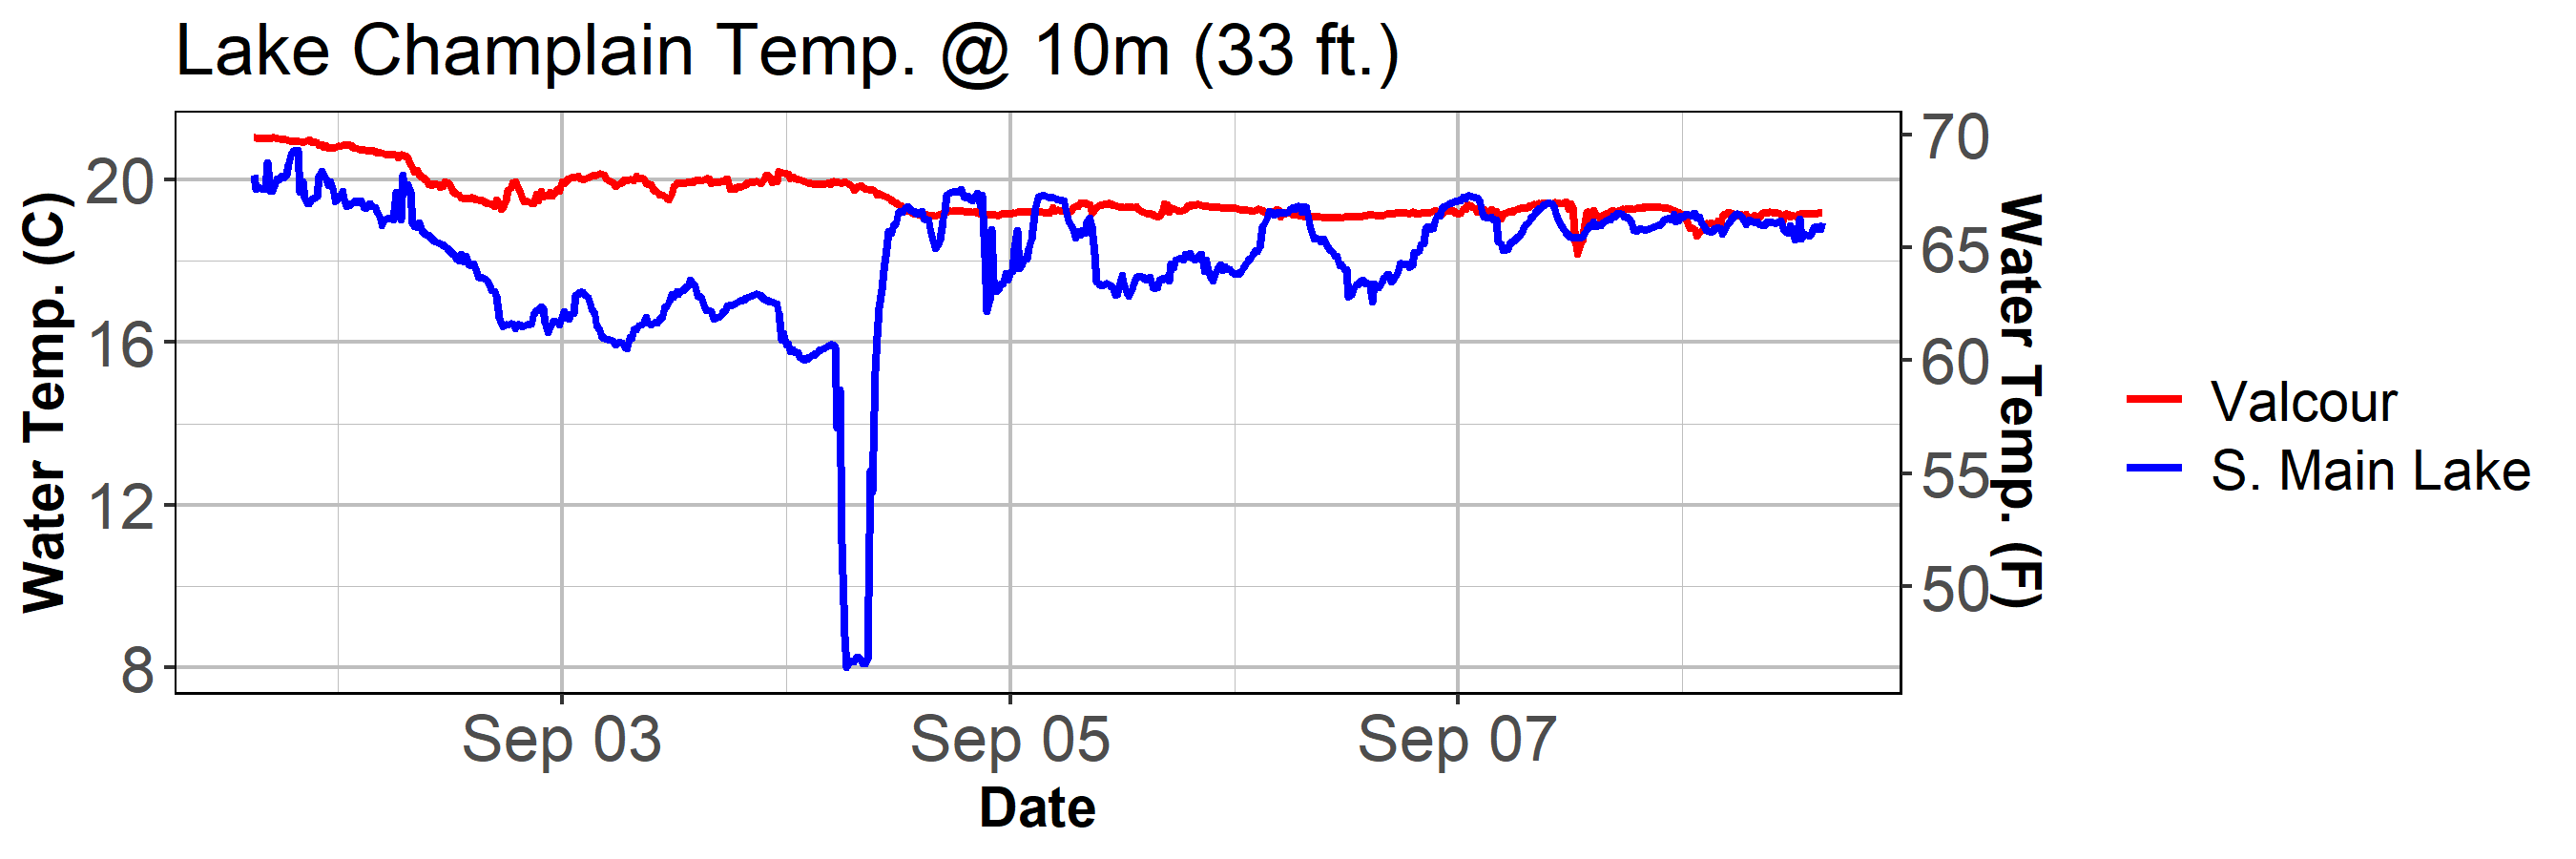 Lake Champlain Temp. @ 10m (33 ft.)
Water Temp. (C)
20
16
12
8
70
65
60
55
50
Water Temp. (F)
Sep 03
Sep 05
Sep 07
Date
Valcour
S. Main Lake